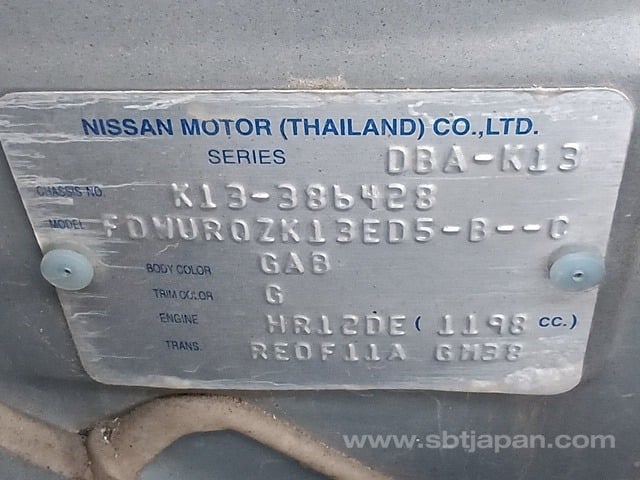 NISSAN MOTOR (THAILAND) CO.,LTD.
SERIES DBA-K13
CHASSIS NO. K13-386428
MODEL FDWURQZK13ED5-B--C
BODY COLOR GAB
TRIM COLOR G
ENGINE HR12DE ( 1198 CC.)
TRANS. RE0F11A GM38
www.sbtjapan.com